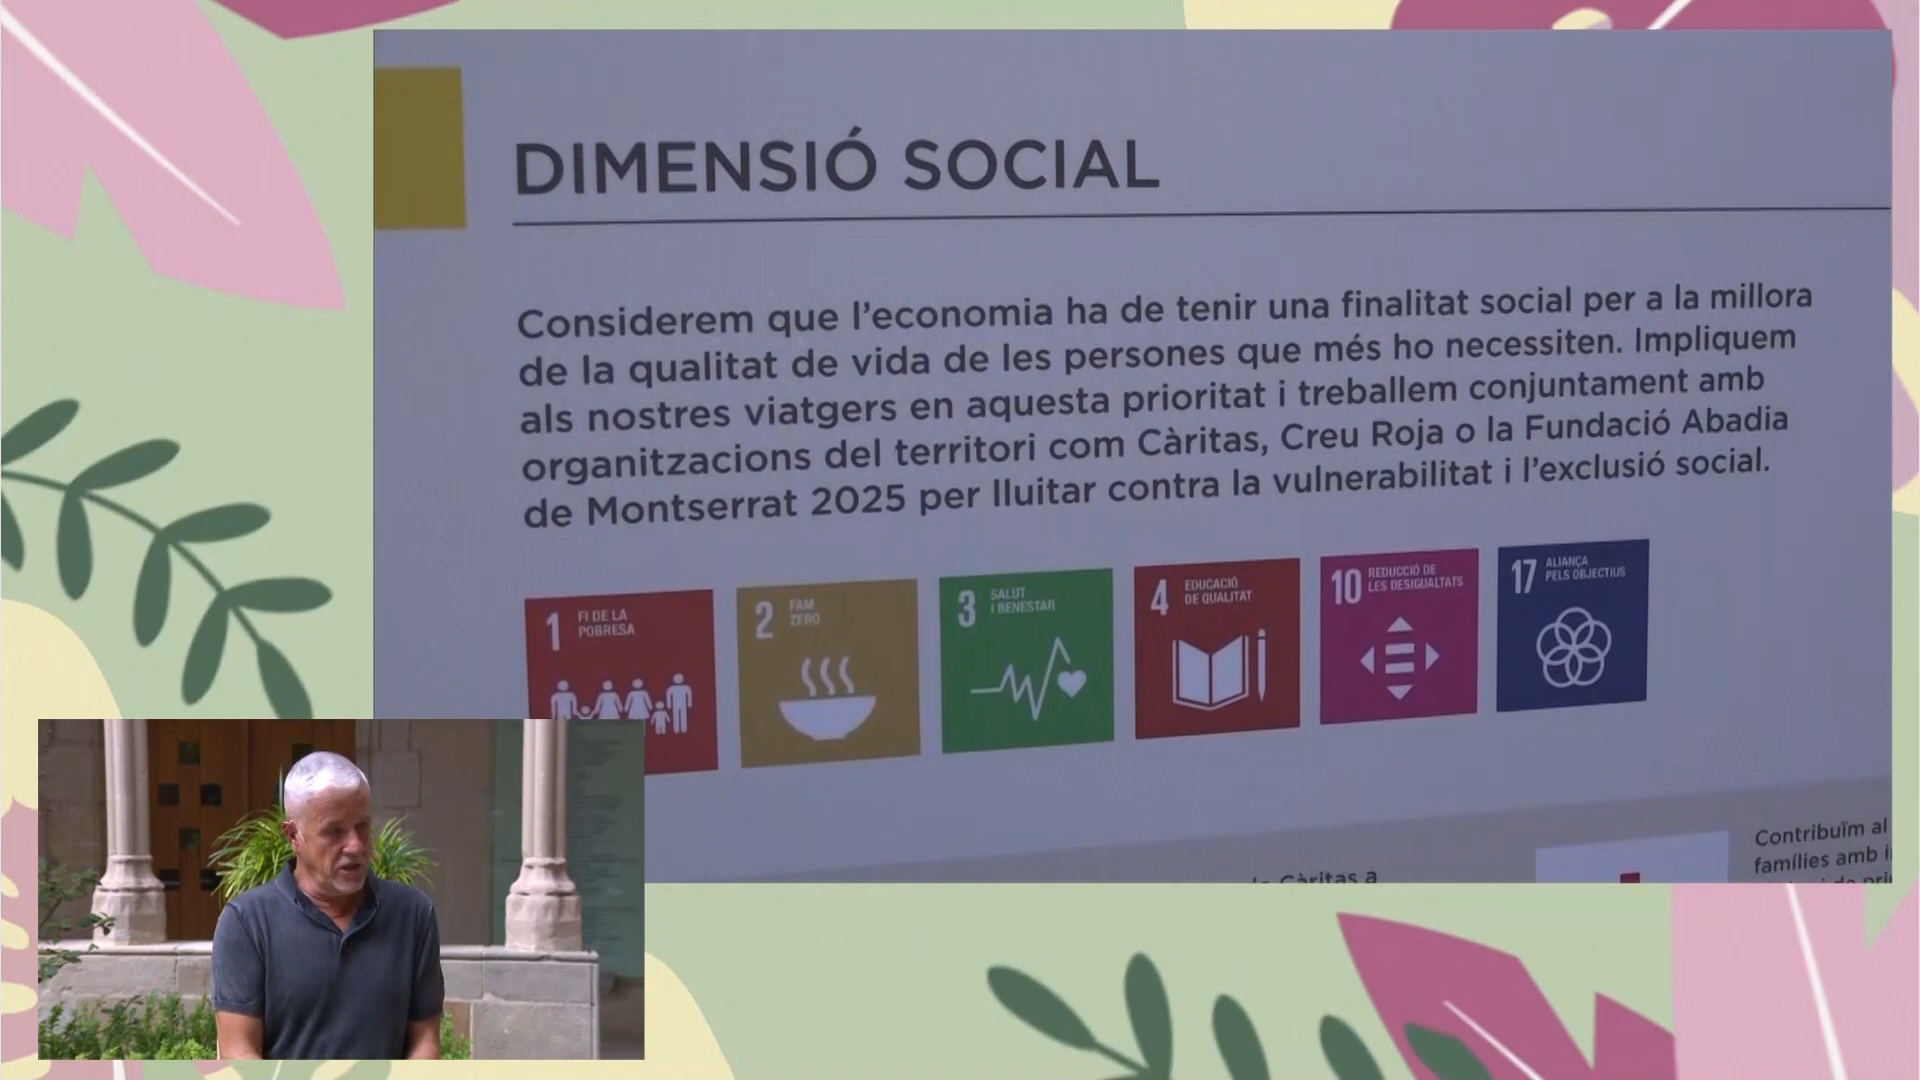 DIMENSIÓ SOCIAL
Considerem que l'economia ha de tenir una finalitat social per a la millora
de la qualitat de vida de les persones que més ho necessiten. Impliquem
als nostres viatgers en aquesta prioritat i treballem conjuntament amb
organitzacions del territori com Càritas, Creu Roja o la Fundació Abadia
de Montserrat 2025 per lluitar contra la vulnerabilitat i l'exclusió social.
1 FI DE LA
POBRESA
2 FAM
ZERO
3 SALUT
I BENESTAR
4 EDUCACIÓ
DE QUALITAT
10 REDUCCIÓ DE
LES DESIGUALTATS
17 ALIANÇA
PELS OBJECTIUS
Càritas a
Contribuïm al
famílies amb